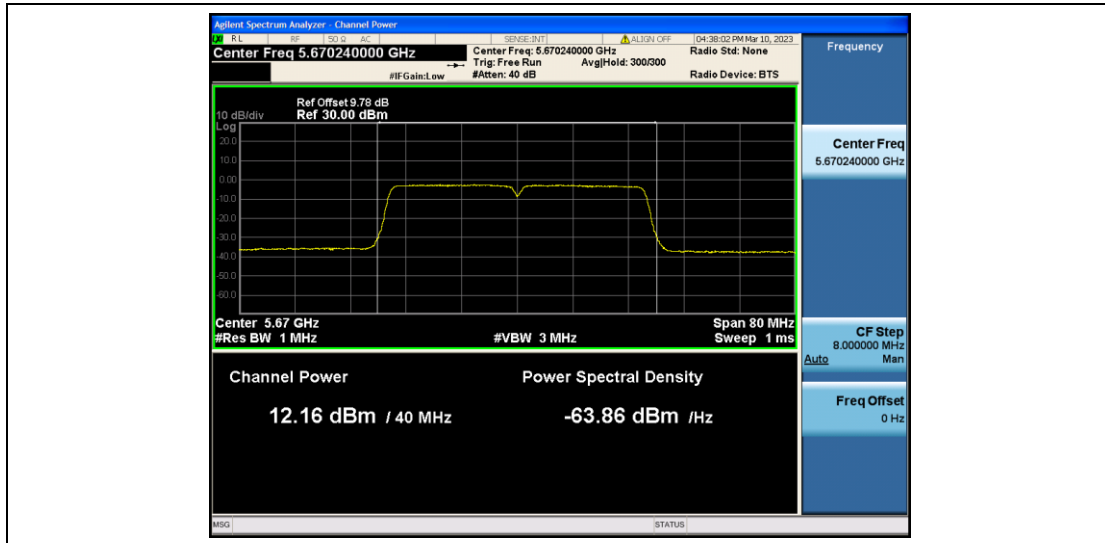 Agilent Spectrum Analyzer - Channel Power
RL RF 50 Ω AC SENSE:INT ALIGN OFF 04:38:02 PM Mar 10, 2023
Center Freq 5.670240000 GHz
Center Freq: 5.670240000 GHz Radio Std: None
Trig: Free Run Avg|Hold: 300/300
#IFGain:Low #Atten: 40 dB Radio Device: BTS
Ref Offset 9.78 dB
10 dB/div Ref 30.00 dBm
Log
20.0
10.0
0.00
-10.0
-20.0
-30.0
-40.0
-50.0
-60.0
Center 5.67 GHz Span 80 MHz
#Res BW 1 MHz #VBW 3 MHz Sweep 1 ms
Channel Power Power Spectral Density
12.16 dBm / 40 MHz -63.86 dBm /Hz
Frequency
Center Freq
5.670240000 GHz
CF Step
8.000000 MHz
Auto Man
Freq Offset
0 Hz
MSG STATUS